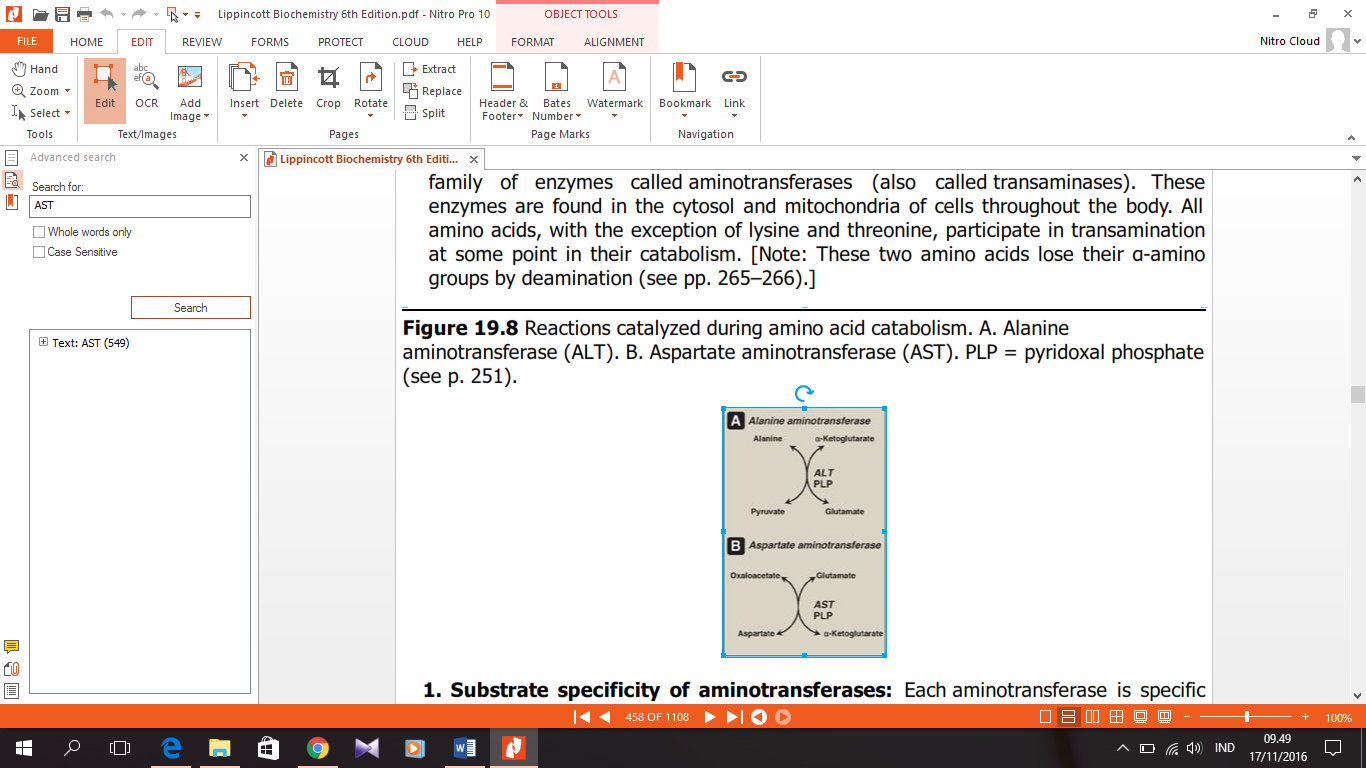 Lippincott Biochemistry 6th Edition.pdf - Nitro Pro 10
OBJECT TOOLS
FILE HOME EDIT REVIEW FORMS PROTECT CLOUD HELP FORMAT ALIGNMENT Nitro Cloud
Hand
Zoom
Select
Tools
Edit
OCR
Add Image
Text/Images
Insert
Delete
Crop
Rotate
Extract
Replace
Split
Pages
Header & Footer
Bates Number
Watermark
Page Marks
Bookmark
Link
Navigation
Advanced search
Search for:
AST
Whole words only
Case Sensitive
Search
Text: AST (549)
Lippincott Biochemistry 6th Editi...
family of enzymes called aminotransferases (also called transaminases). These
enzymes are found in the cytosol and mitochondria of cells throughout the body. All
amino acids, with the exception of lysine and threonine, participate in transamination
at some point in their catabolism. [Note: These two amino acids lose their α-amino
groups by deamination (see pp. 265–266).]
Figure 19.8 Reactions catalyzed during amino acid catabolism. A. Alanine
aminotransferase (ALT). B. Aspartate aminotransferase (AST). PLP = pyridoxal phosphate
(see p. 251).
A Alanine aminotransferase
Alanine α-Ketoglutarate
ALT
PLP
Pyruvate Glutamate
B Aspartate aminotransferase
Oxaloacetate Glutamate
AST
PLP
Aspartate α-Ketoglutarate
1. Substrate specificity of aminotransferases: Each aminotransferase is specific
458 OF 1108
100%
IND
09.49
17/11/2016